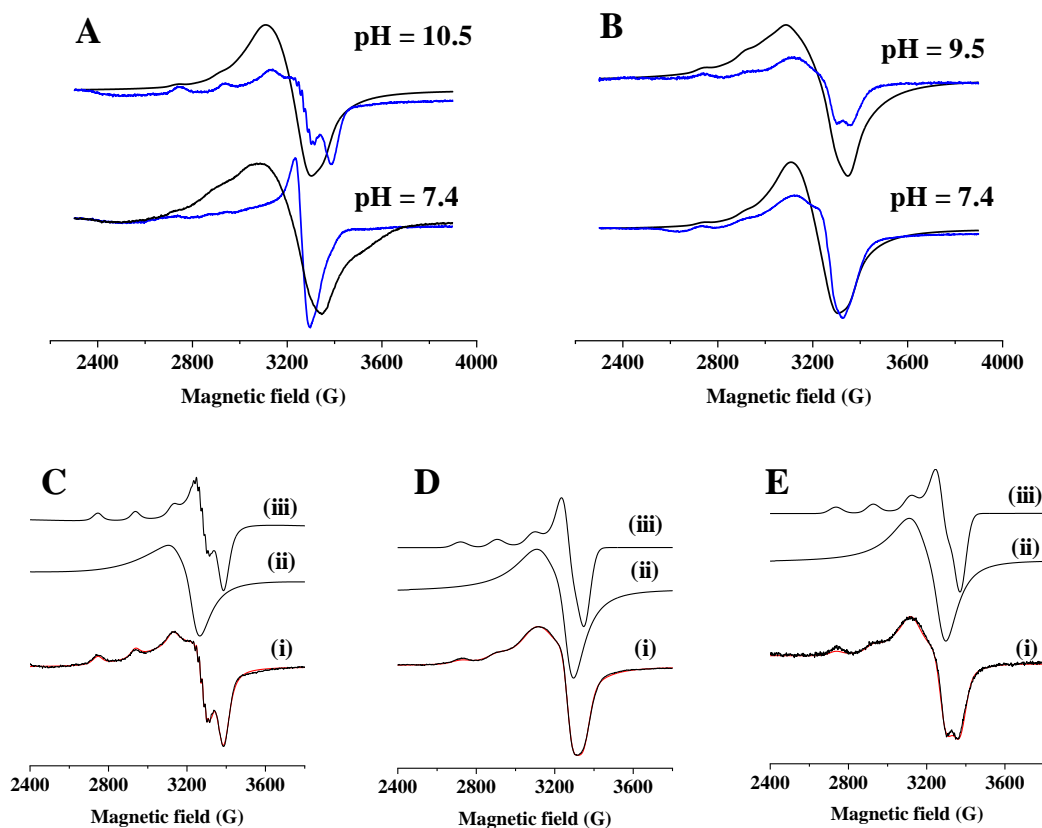 A
pH = 10.5
pH = 7.4
2400 2800 3200 3600 4000
Magnetic field (G)
B
pH = 9.5
pH = 7.4
2400 2800 3200 3600 4000
Magnetic field (G)
C
(iii)
(ii)
(i)
2400 2800 3200 3600
Magnetic field (G)
D
(iii)
(ii)
(i)
2400 2800 3200 3600
Magnetic field (G)
E
(iii)
(ii)
(i)
2400 2800 3200 3600
Magnetic field (G)